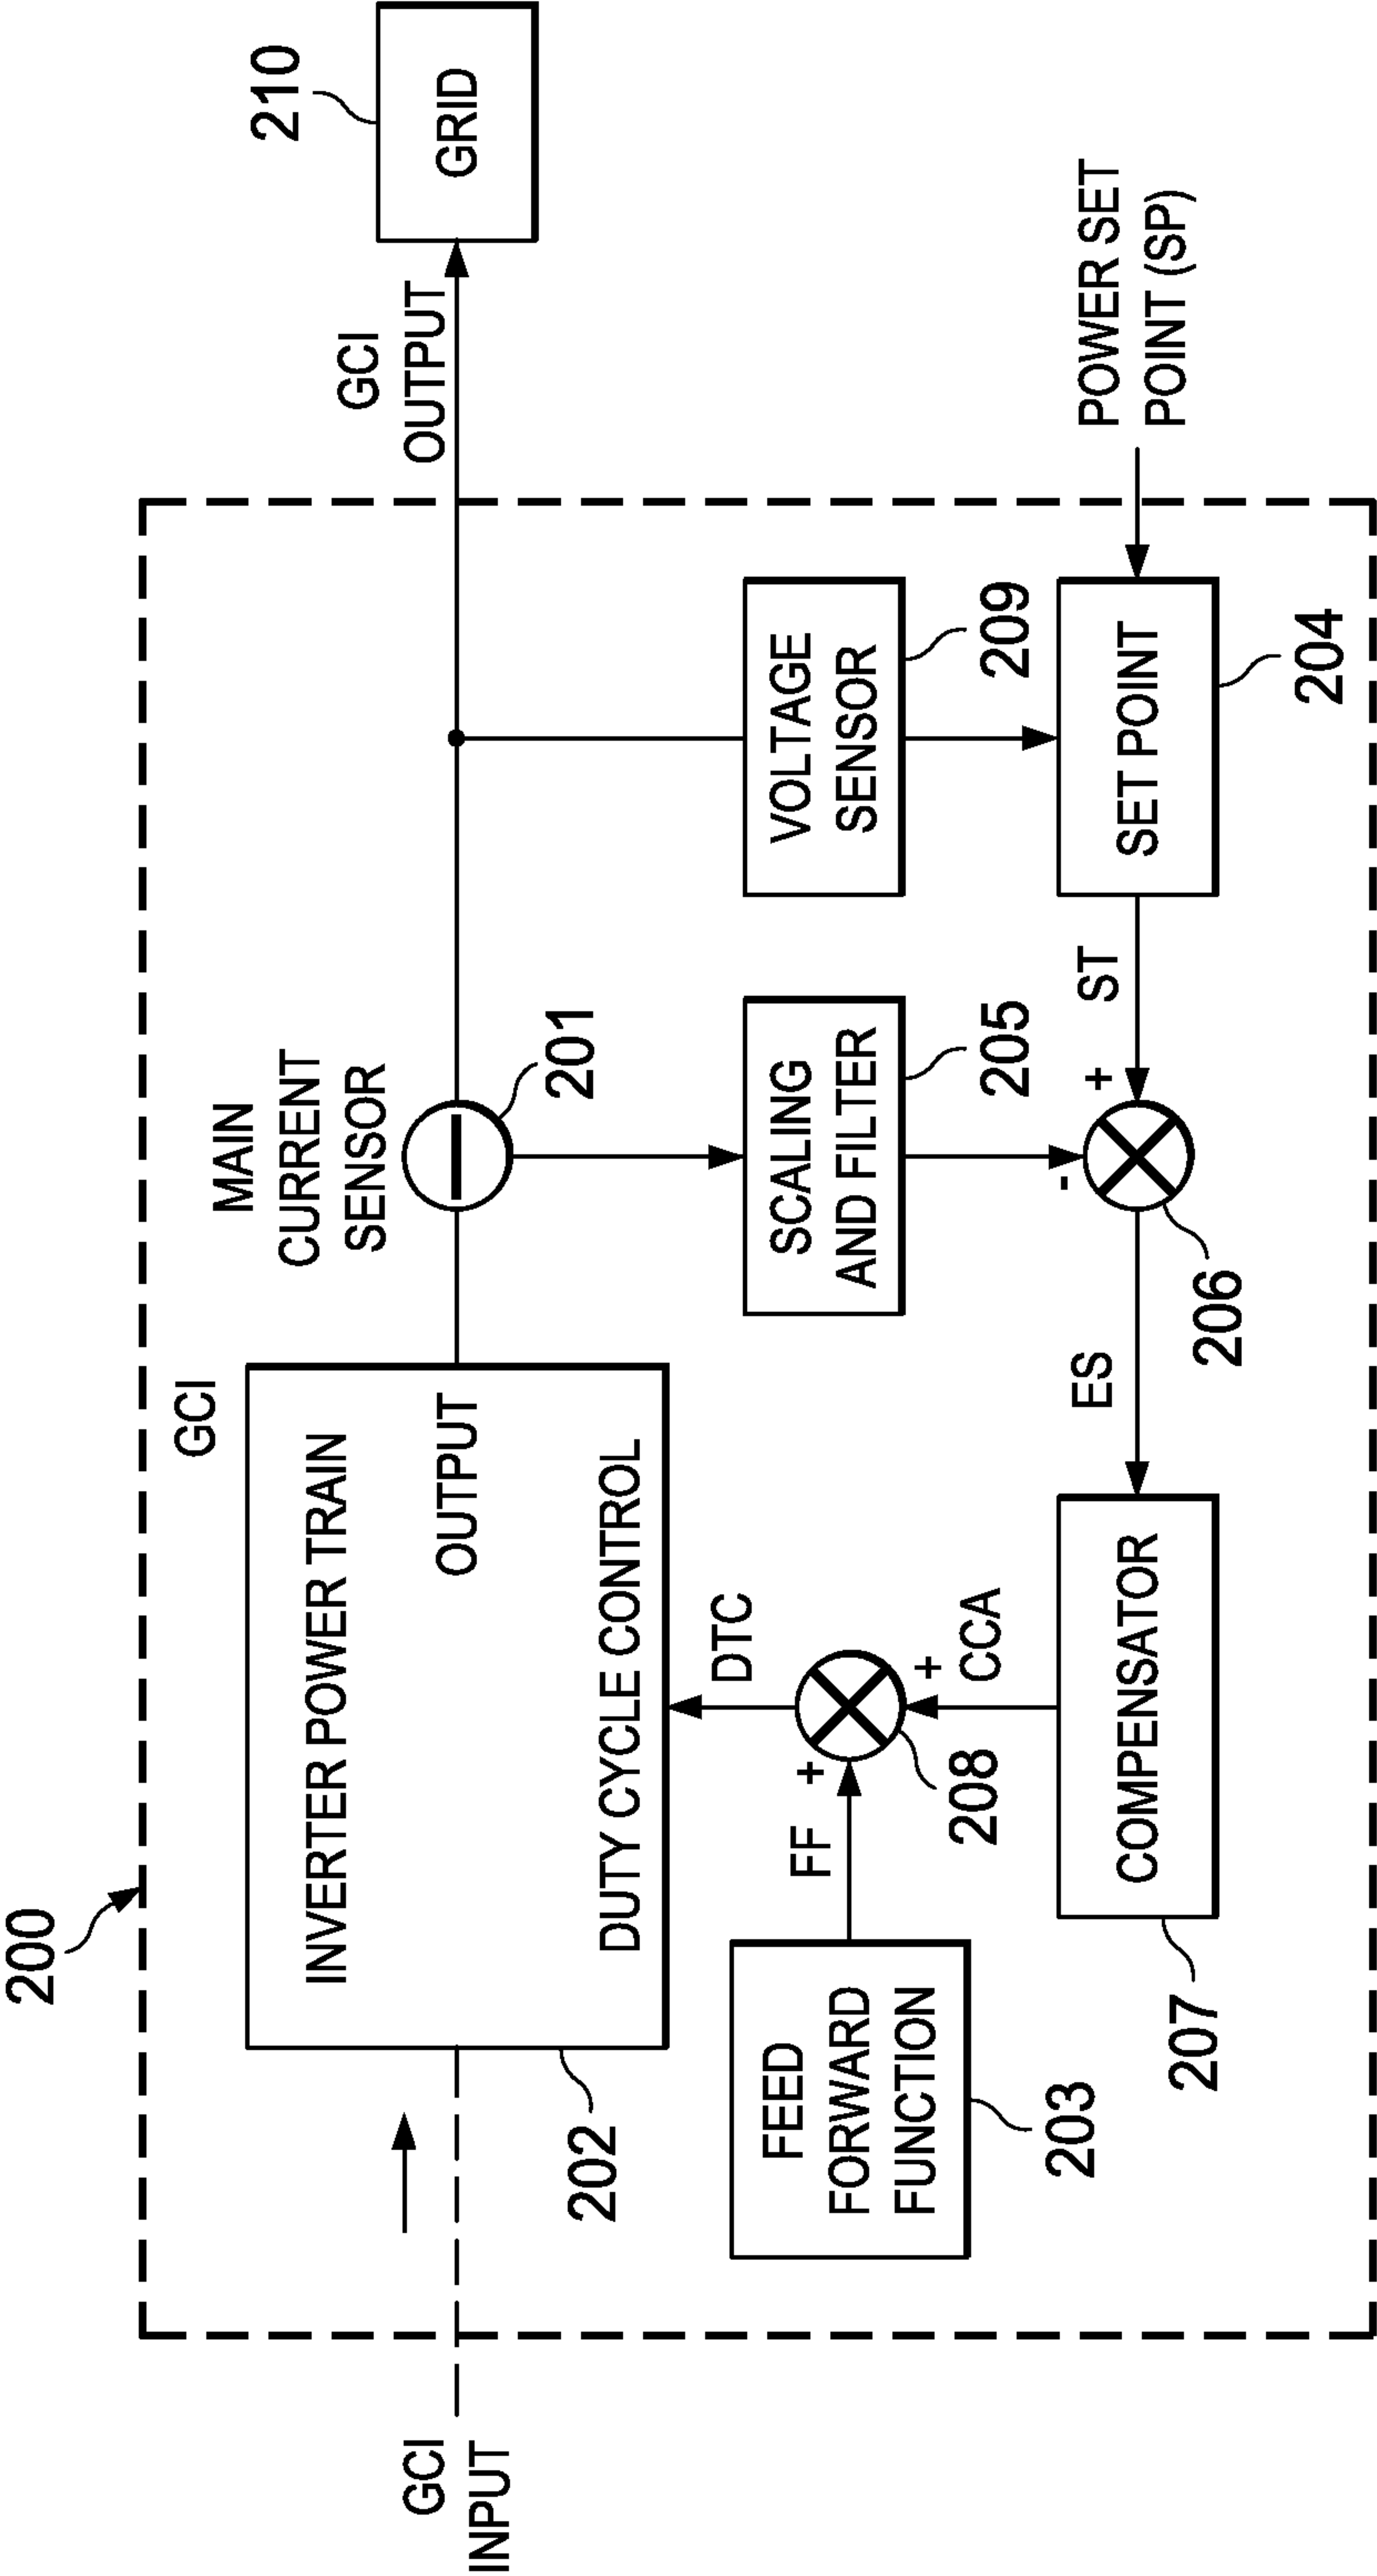 200
GCI
INPUT
GCI
INVERTER POWER TRAIN
OUTPUT
DUTY CYCLE CONTROL
202
MAIN
CURRENT
SENSOR
201
GCI
OUTPUT
GRID
210
FEED
FORWARD
FUNCTION
203
FF
+
208
DTC
+
CCA
SCALING
AND FILTER
205
VOLTAGE
SENSOR
209
COMPENSATOR
207
ES
-
206
+
ST
SET POINT
204
POWER SET
POINT (SP)